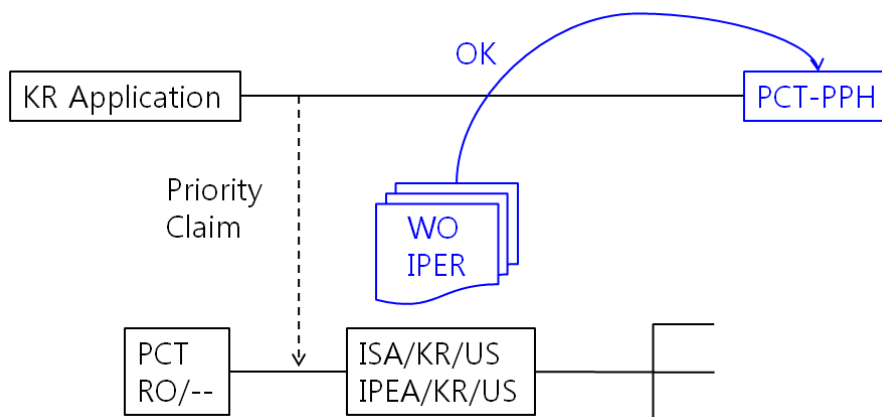 OK
KR Application
PCT-PPH
Priority
Claim
WO
IPER
PCT
RO/--
ISA/KR/US
IPEA/KR/US